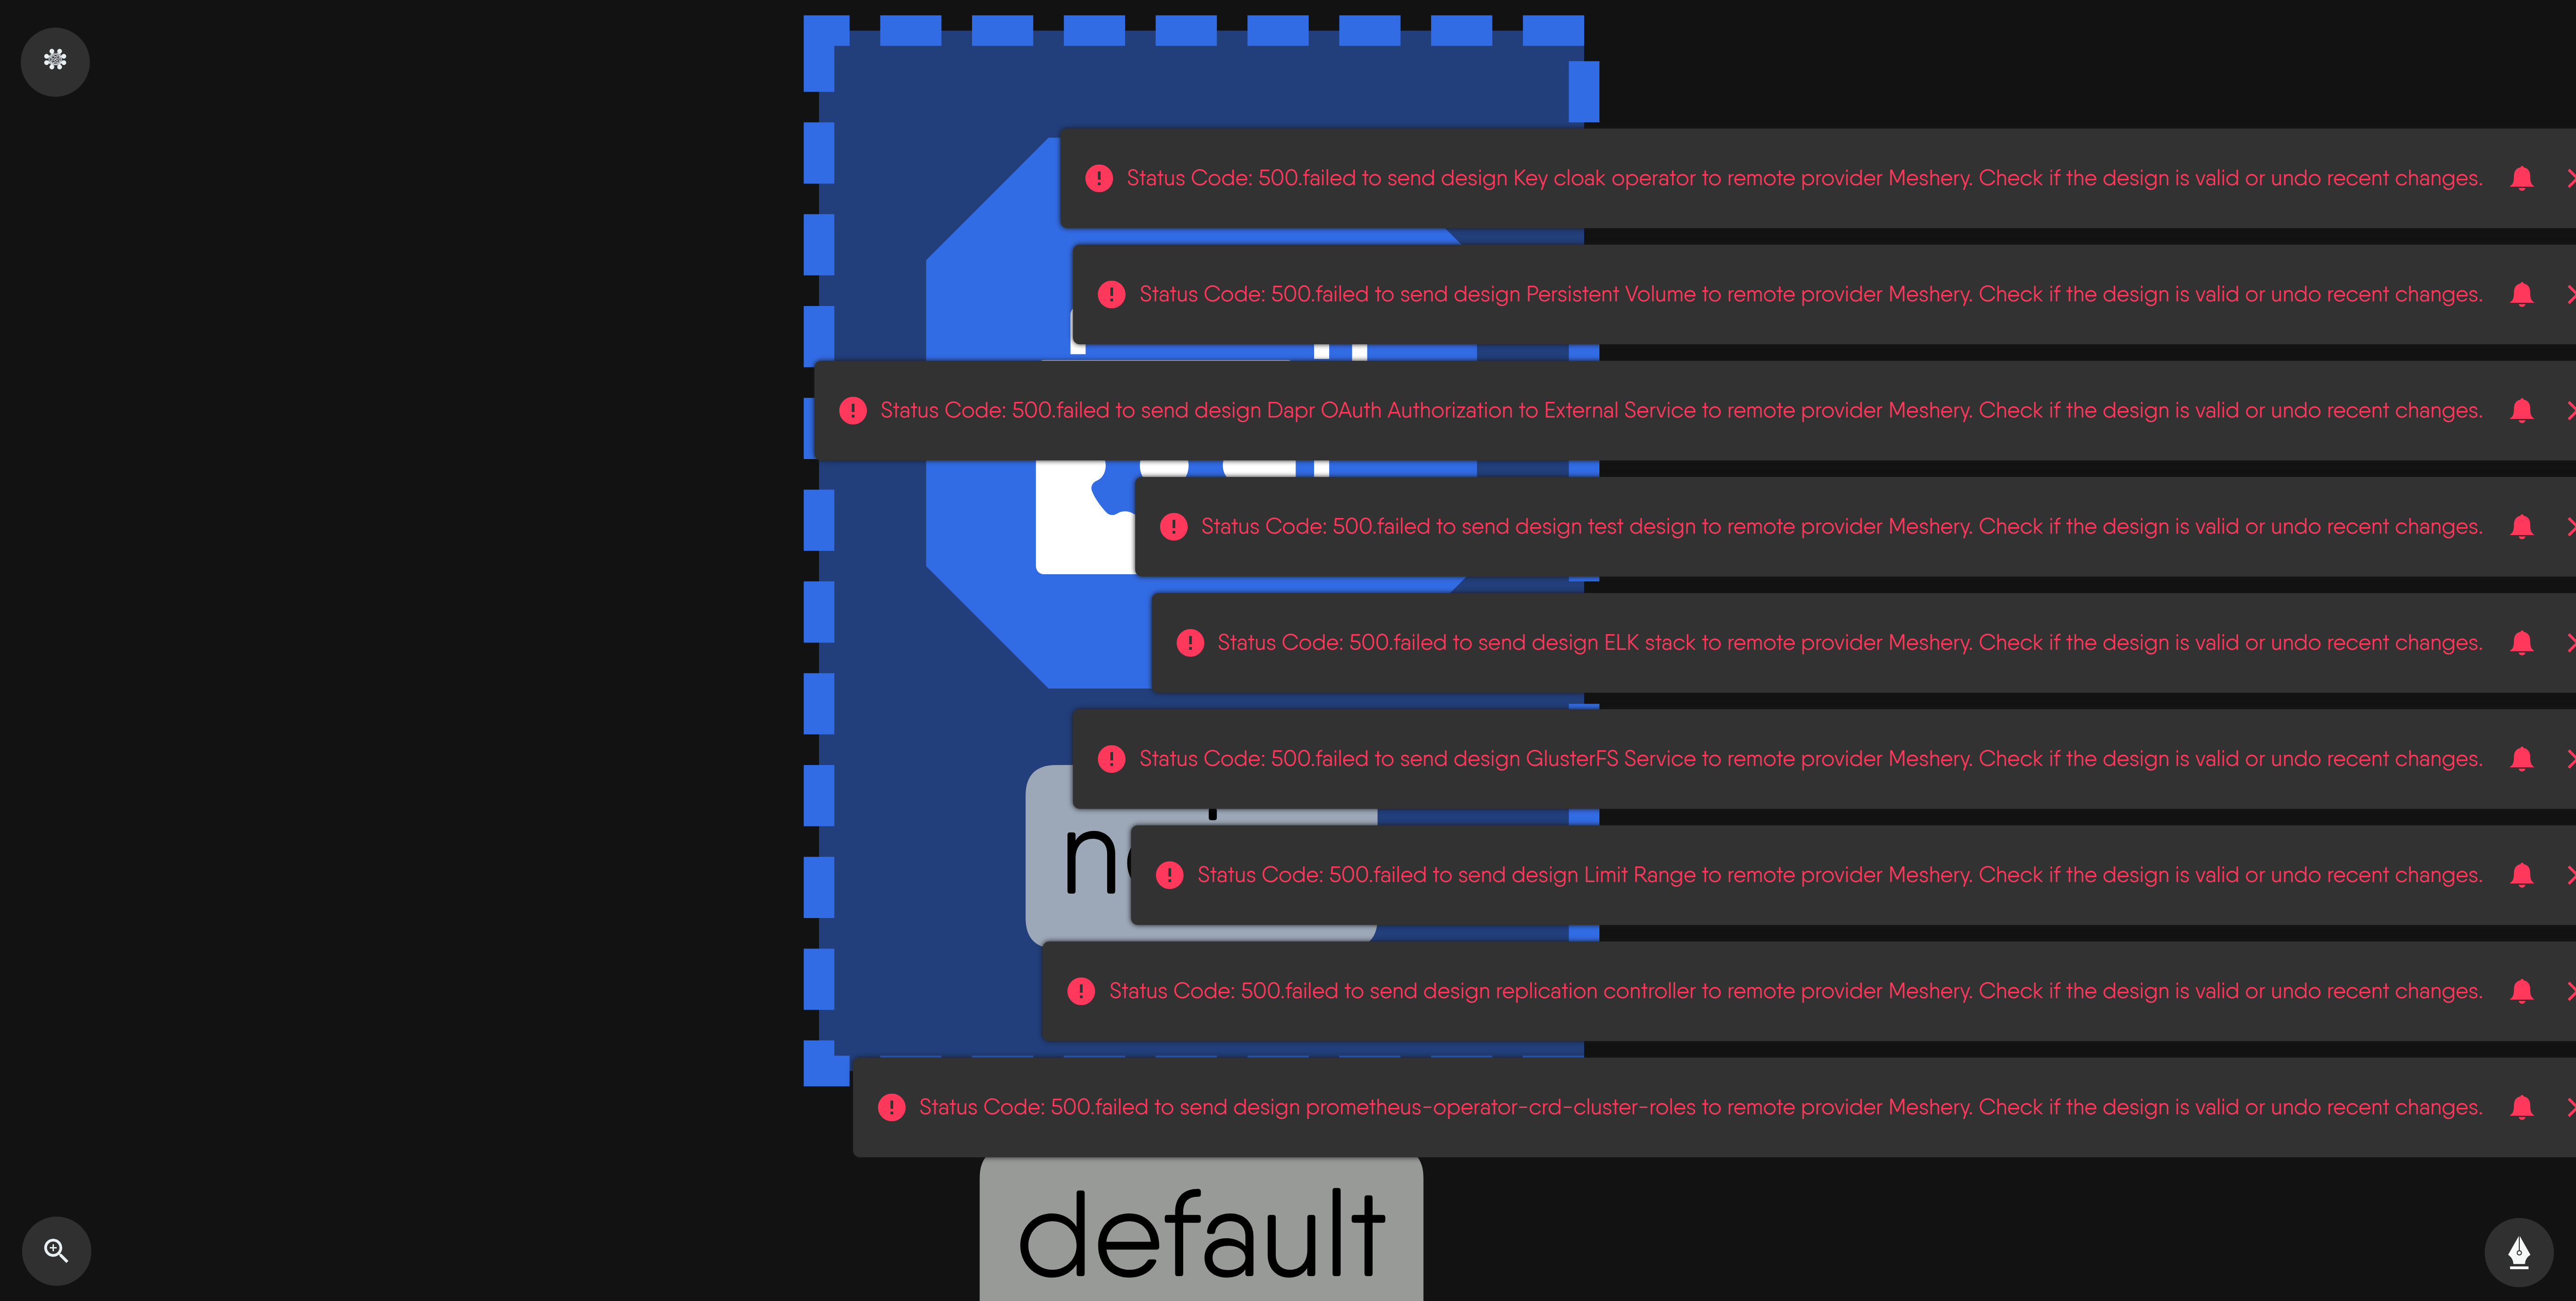 Status Code: 500.failed to send design Key cloak operator to remote provider Meshery. Check if the design is valid or undo recent changes.
Status Code: 500.failed to send design Persistent Volume to remote provider Meshery. Check if the design is valid or undo recent changes.
Status Code: 500.failed to send design Dapr OAuth Authorization to External Service to remote provider Meshery. Check if the design is valid or undo recent changes.
Status Code: 500.failed to send design test design to remote provider Meshery. Check if the design is valid or undo recent changes.
Status Code: 500.failed to send design ELK stack to remote provider Meshery. Check if the design is valid or undo recent changes.
Status Code: 500.failed to send design GlusterFS Service to remote provider Meshery. Check if the design is valid or undo recent changes.
Status Code: 500.failed to send design Limit Range to remote provider Meshery. Check if the design is valid or undo recent changes.
Status Code: 500.failed to send design replication controller to remote provider Meshery. Check if the design is valid or undo recent changes.
Status Code: 500.failed to send design prometheus-operator-crd-cluster-roles to remote provider Meshery. Check if the design is valid or undo recent changes.
default